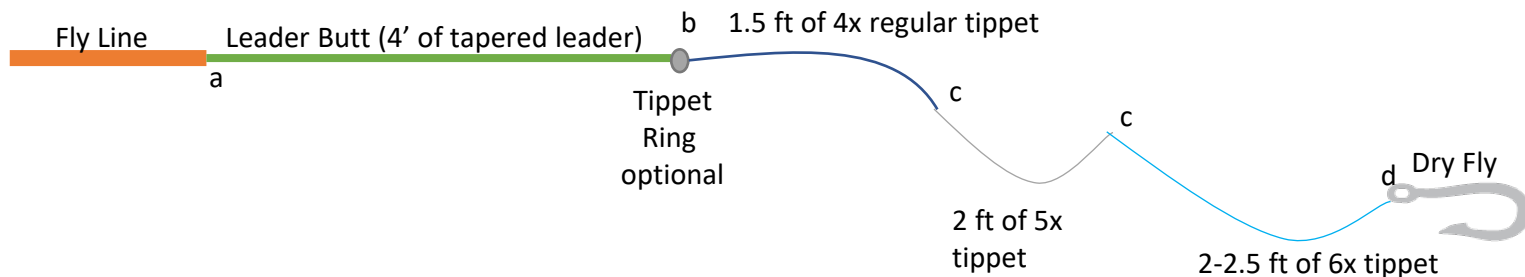 Fly Line
Leader Butt (4’ of tapered leader)
b
1.5 ft of 4x regular tippet
a
Tippet
Ring
optional
c
c
2 ft of 5x
tippet
d
Dry Fly
2-2.5 ft of 6x tippet